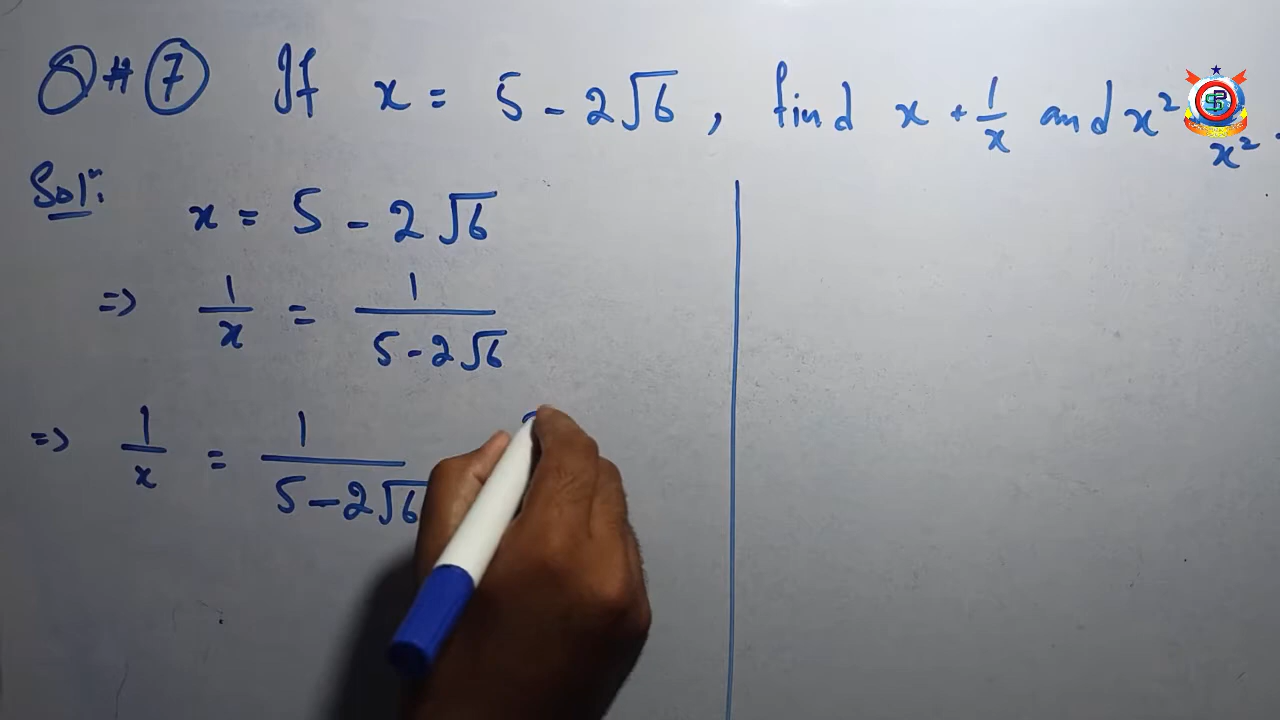 Q # 7 If x = 5 - 2√6, find x + 1/x and x² x².
Sol:
x = 5 - 2√6
=> 1/x = 1/(5-2√6)
=> 1/x = 1/(5-2√6)